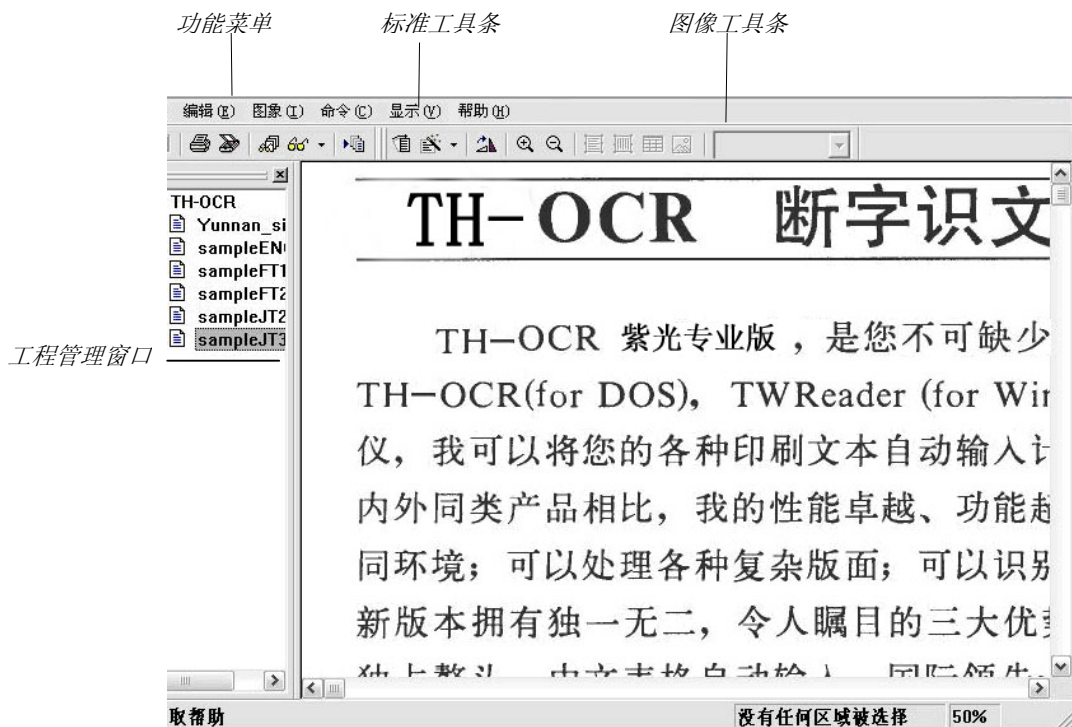 功能菜单 标准工具条 图像工具条
编辑(E) 图象(I) 命令(C) 显示(V) 帮助(H)
TH-OCR
Yunnan_si
sampleEN
sampleFT1
sampleFT2
sampleJT2
sampleJT3
工程管理窗口
TH-OCR 断字识文
TH-OCR 紫光专业版，是您不可缺少
TH-OCR(for DOS)，TWReader (for Wi
仪，我可以将您的各种印刷文本自动输入计
内外同类产品相比，我的性能卓越、功能超
同环境；可以处理各种复杂版面；可以识别
新版本拥有独一无二，令人瞩目的三大优
取帮助 没有任何区域被选择 50%